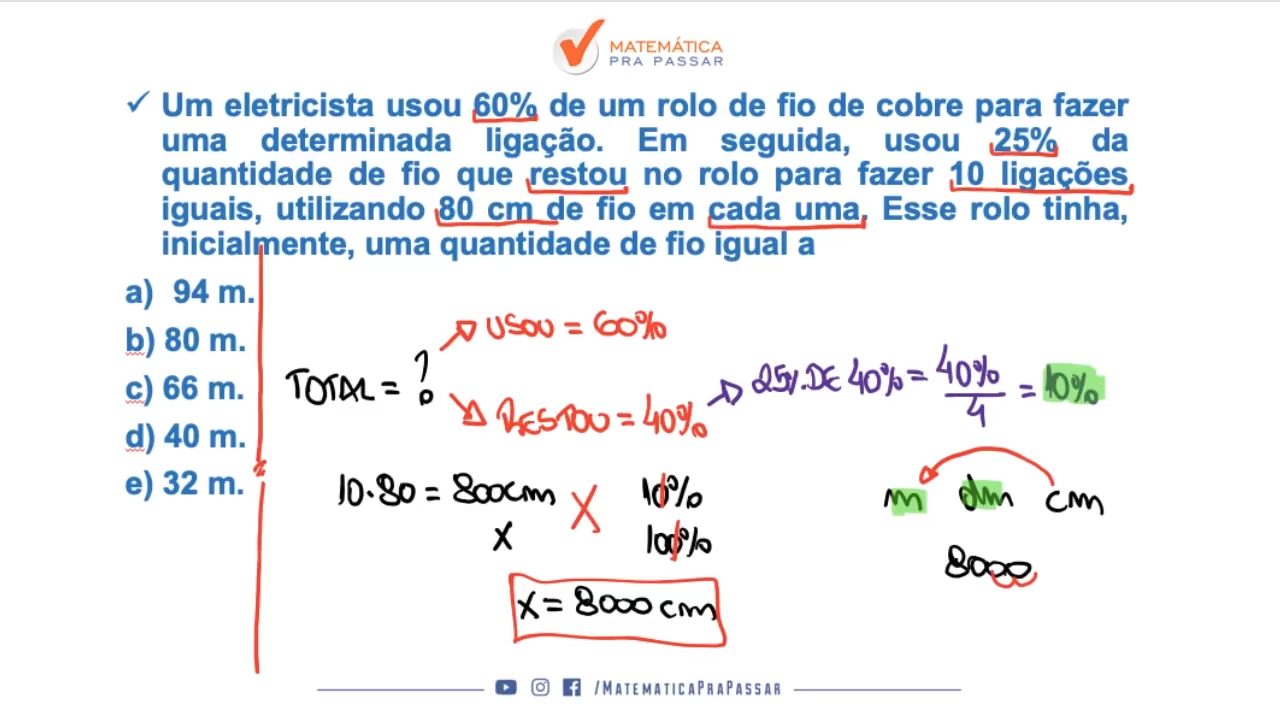 MATEMÁTICA
PRA PASSAR
✓ Um eletricista usou 60% de um rolo de fio de cobre para fazer
uma determinada ligação. Em seguida, usou 25% da
quantidade de fio que restou no rolo para fazer 10 ligações
iguais, utilizando 80 cm de fio em cada uma. Esse rolo tinha,
inicialmente, uma quantidade de fio igual a
a) 94 m.
b) 80 m.
c) 66 m.
d) 40 m.
e) 32 m.
USOU = 60%
TOTAL = ?
RESTOU = 40%
25%.DE 40% = 40%/4 = 10%
10.80 = 800cm X 10%
X 100%
X = 8000 cm
m dm cm
8000
/MATEMATICAPRAPASSAR